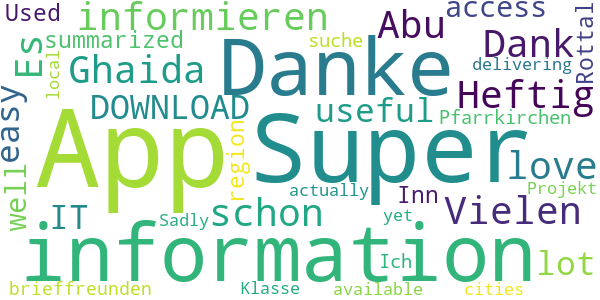 Used
informieren
Abu
access
Rottal
Es
summarized
Danke
suche
Dank
delivering
local
Ghaida
DOWNLOAD
useful
Heftig
easy
App
Super
Pfarrkirchen
region
love
well
IT
schon
actually
Inn
Vielen
Projekt
Sadly
yet
information
Ich
lot
brieffreunden
Klasse
available
cities